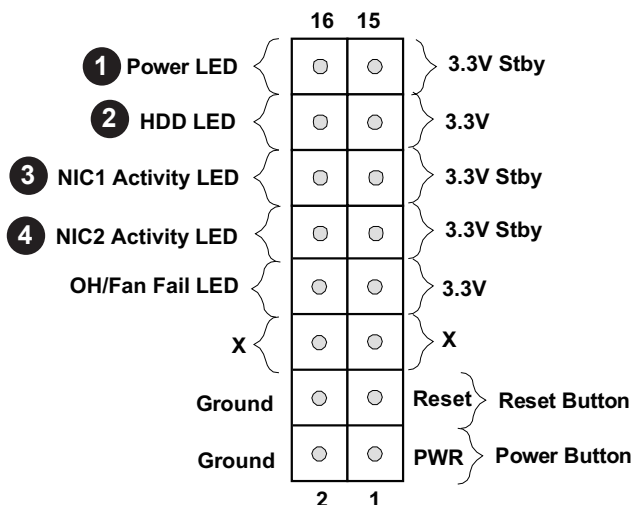 16 15
1 Power LED 3.3V Stby
2 HDD LED 3.3V
3 NIC1 Activity LED 3.3V Stby
4 NIC2 Activity LED 3.3V Stby
OH/Fan Fail LED 3.3V
X X
Ground Reset Reset Button
Ground PWR Power Button
2 1